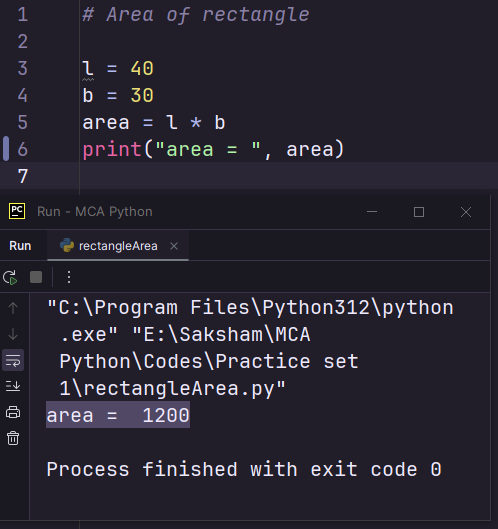 1 # Area of rectangle
2
3 l = 40
4 b = 30
5 area = l * b
6 print("area = ", area)
7
PC Run - MCA Python
Run rectangleArea
"C:\Program Files\Python312\python
.exe" "E:\Saksham\MCA
Python\Codes\Practice set
1\rectangleArea.py"
area =  1200
Process finished with exit code 0